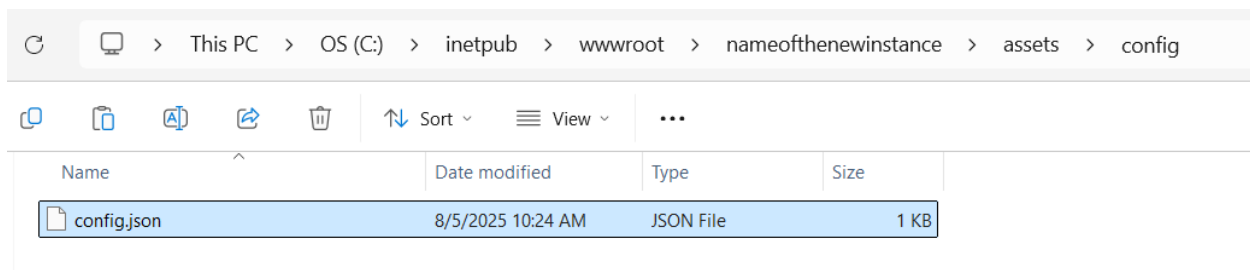 This PC > OS (C:) > inetpub > wwwroot > nameofthenewinstance > assets > config
A Sort View ...
Name Date modified Type Size
config.json 8/5/2025 10:24 AM JSON File 1 KB